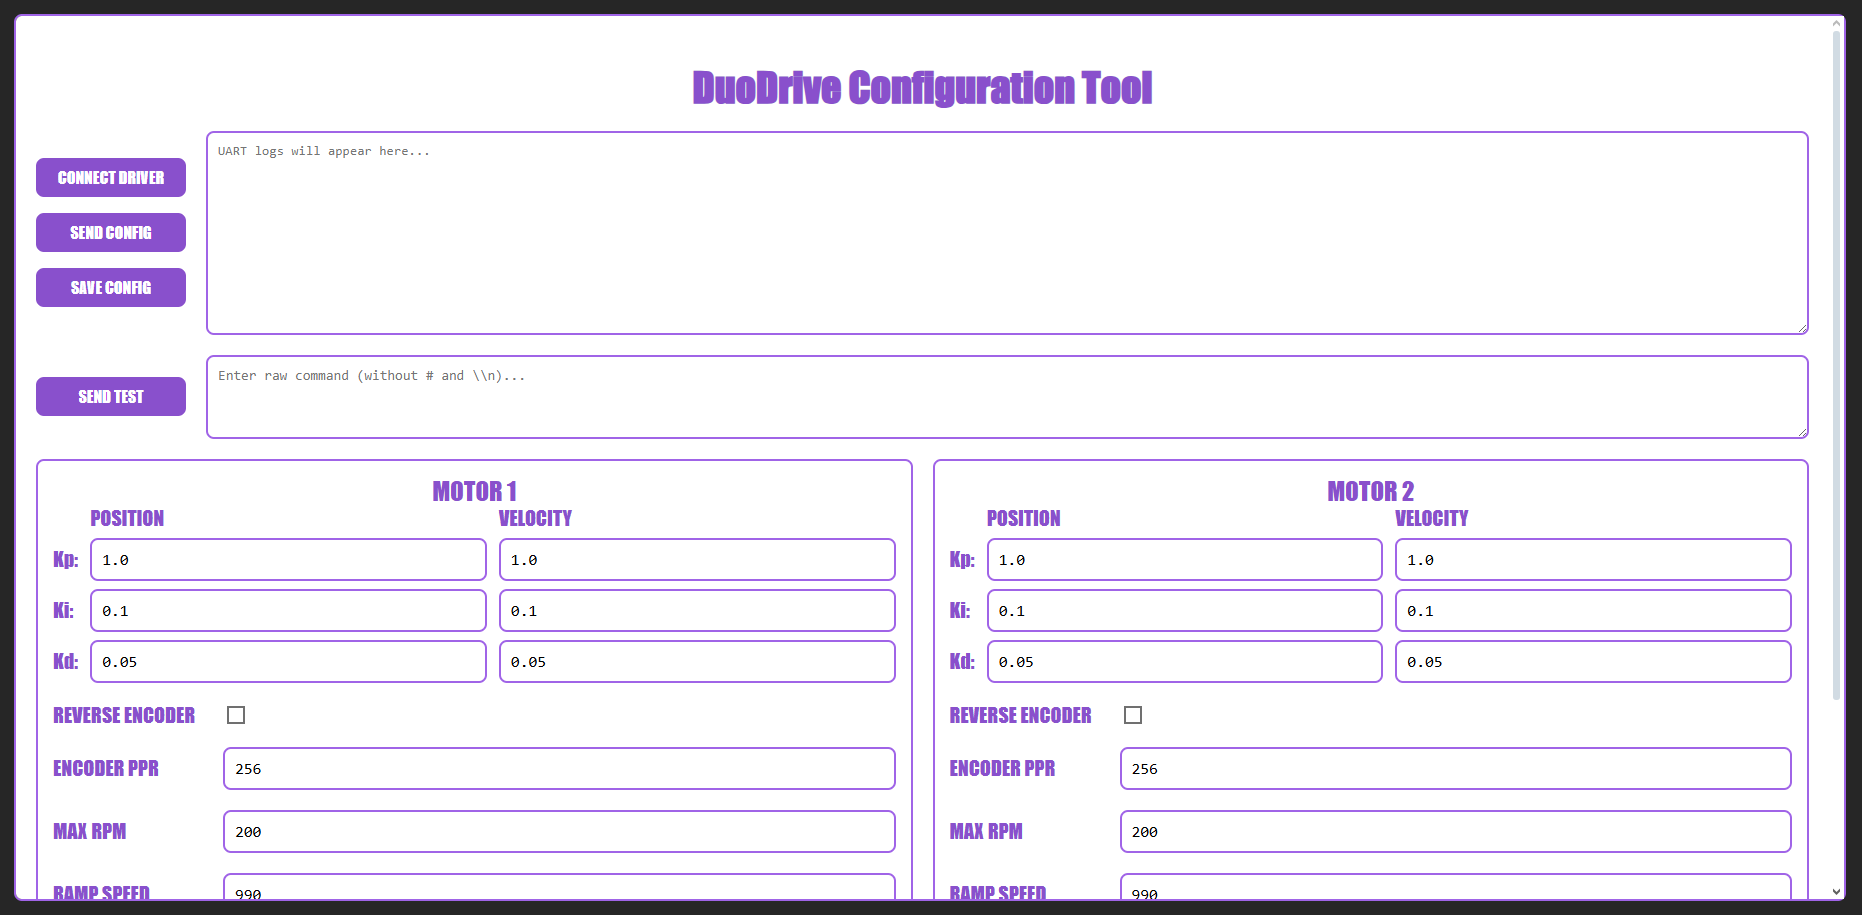 DuoDrive Configuration Tool
CONNECT DRIVER
SEND CONFIG
SAVE CONFIG
UART logs will appear here...
SEND TEST
Enter raw command (without # and \\n)...
MOTOR 1
POSITION VELOCITY
Kp: 1.0 1.0
Ki: 0.1 0.1
Kd: 0.05 0.05
REVERSE ENCODER
ENCODER PPR 256
MAX RPM 200
RAMP SPEED 990
MOTOR 2
POSITION VELOCITY
Kp: 1.0 1.0
Ki: 0.1 0.1
Kd: 0.05 0.05
REVERSE ENCODER
ENCODER PPR 256
MAX RPM 200
RAMP SPEED 990